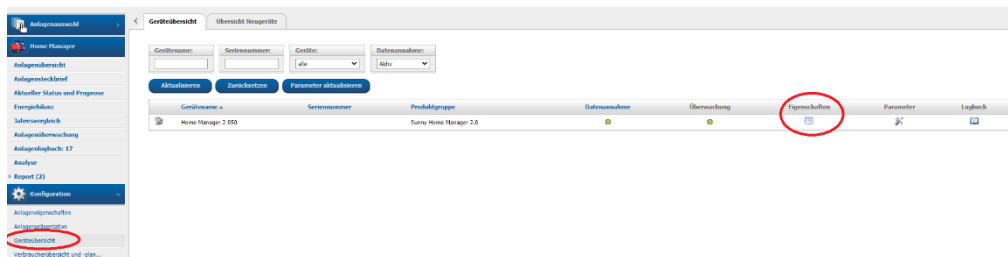 Anlagenauswahl
Home Manager
Anlagenübersicht
Anlagensteckbrief
Aktueller Status und Prognose
Energiebilanz
Jahresvergleich
Anlagenüberwachung
Anlagenlogbuch: 17
Analyse
Report (2)
Konfiguration
Anlageneigenschaften
Anlagenpräsentation
Geräteübersicht
Verbraucherübersicht und -plan...
Geräteübersicht Übersicht Neugeräte
Gerätename: Seriennummer: Geräte: Datenannahme:
alle Aktiv
Aktualisieren Zurücksetzen Parameter aktualisieren
Gerätename Seriennummer Produktgruppe Datenannahme Überwachung Eigenschaften Parameter Logbuch
Home Manager 2 050 Sunny Home Manager 2.0